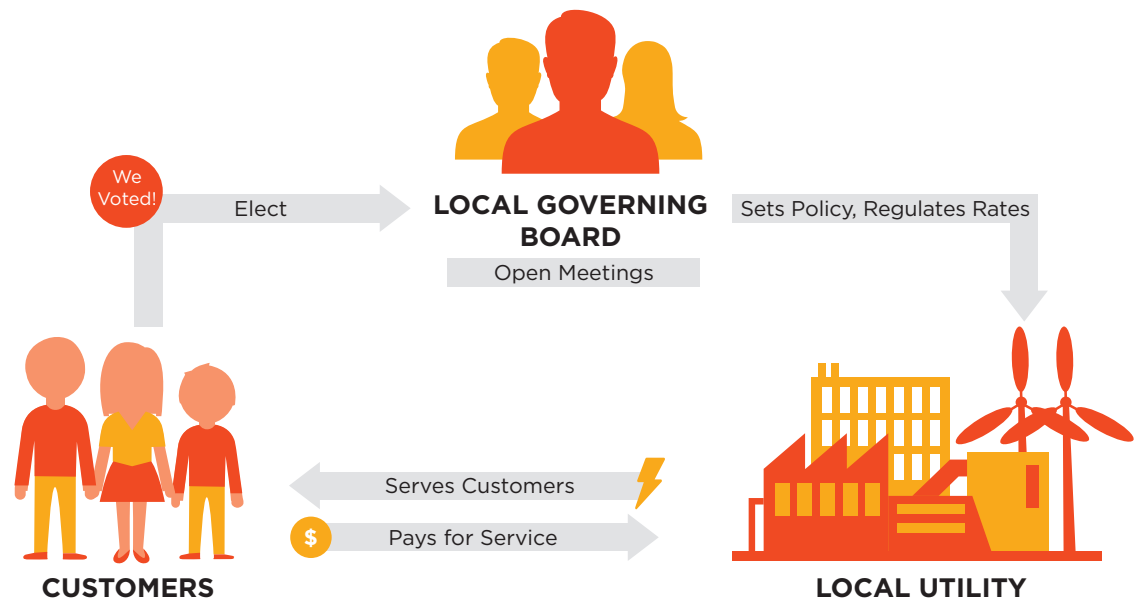 We
Voted!
Elect
LOCAL GOVERNING
BOARD
Open Meetings
Sets Policy, Regulates Rates
Serves Customers
$
Pays for Service
CUSTOMERS
LOCAL UTILITY